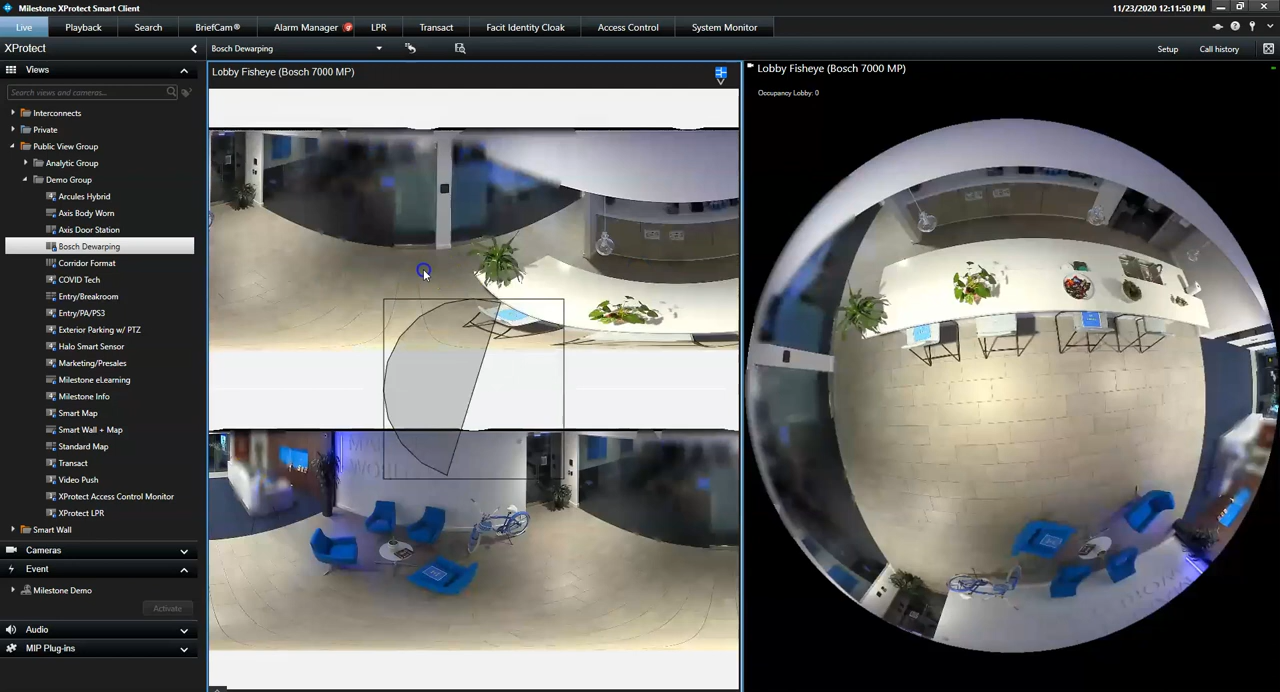 Milestone XProtect Smart Client
11/23/2020 12:11:50 PM
Live Playback Search BriefCam® Alarm Manager LPR Transact Facit Identity Cloak Access Control System Monitor
XProtect
Bosch Dewarping
Setup Call history
Views
Lobby Fisheye (Bosch 7000 MP)
Lobby Fisheye (Bosch 7000 MP)
Search views and cameras...
Occupancy Lobby: 0
Interconnects
Private
Public View Group
Analytic Group
Demo Group
Arcules Hybrid
Axis Body Worn
Axis Door Station
Bosch Dewarping
Corridor Format
COVID Tech
Entry/Breakroom
Entry/PA/PS3
Exterior Parking w/ PTZ
Halo Smart Sensor
Marketing/Presales
Milestone eLearning
Milestone Info
Smart Map
Smart Wall + Map
Standard Map
Transact
Video Push
XProtect Access Control Monitor
XProtect LPR
Smart Wall
Cameras
Event
Milestone Demo
Activate
Audio
MIP Plug-ins